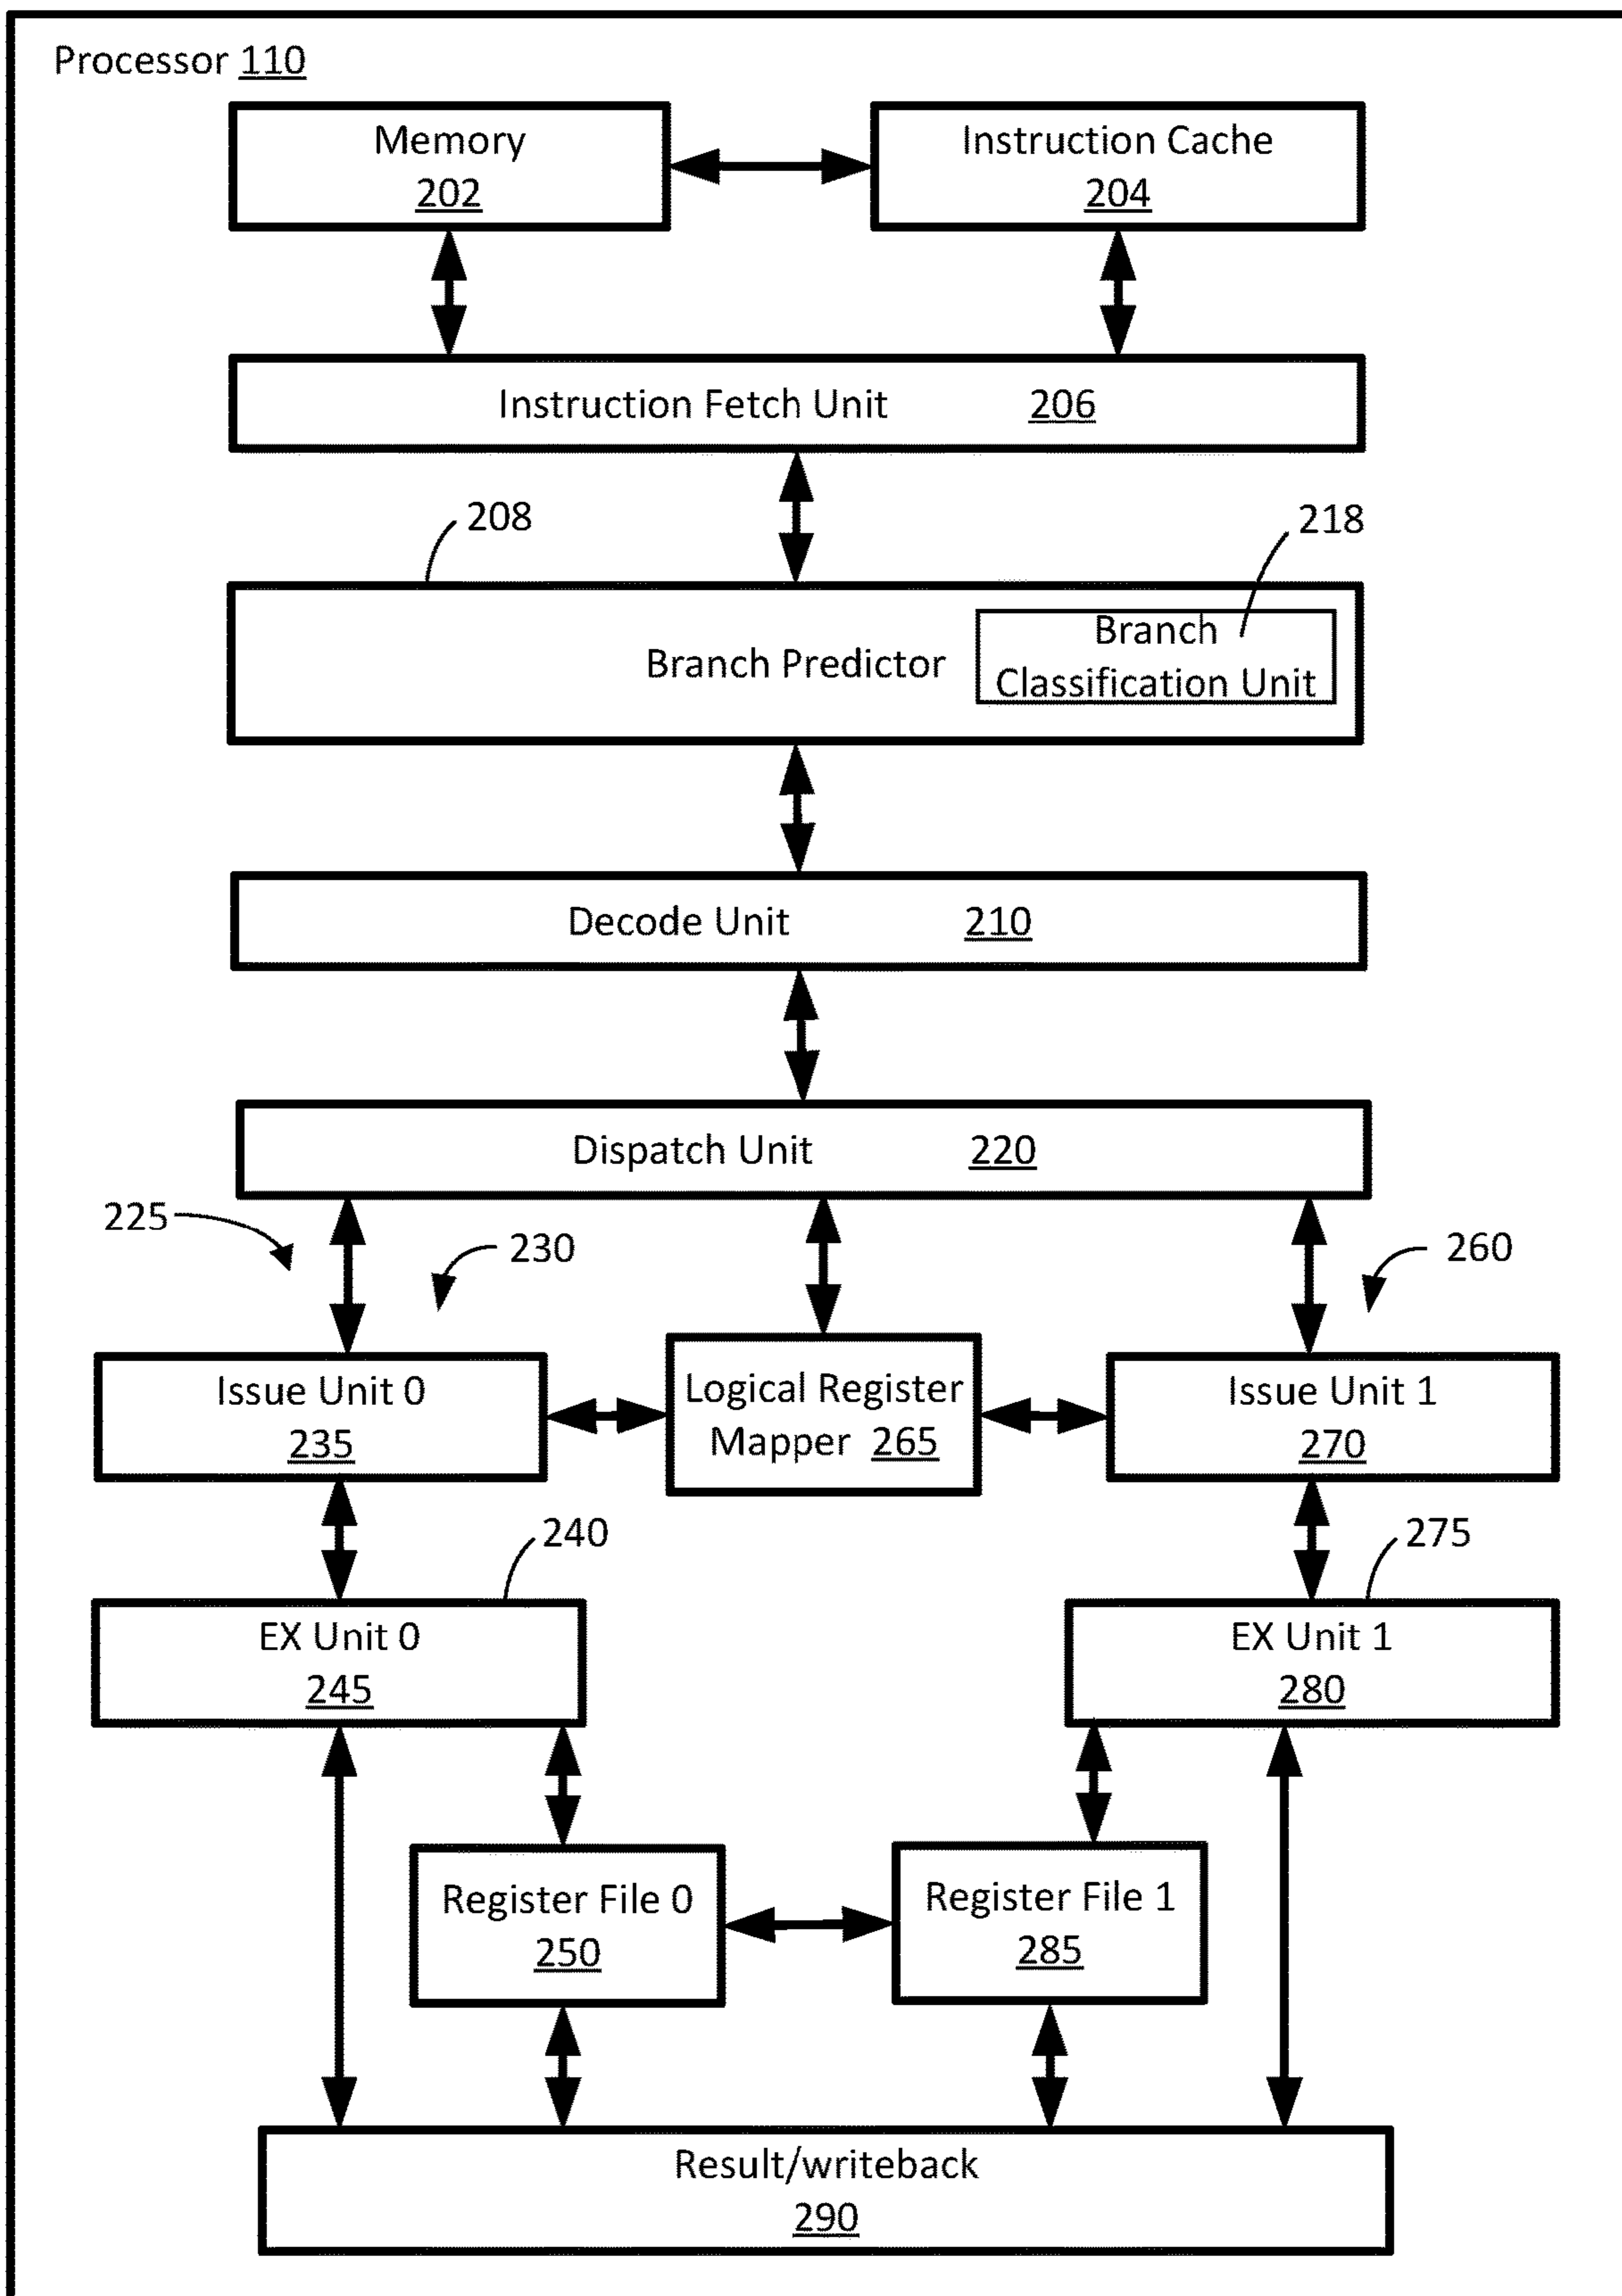 Processor 110
Memory
202
Instruction Cache
204
Instruction Fetch Unit 206
208
218
Branch Predictor
Branch
Classification Unit
Decode Unit 210
Dispatch Unit 220
225
230
260
Issue Unit 0
235
Logical Register
Mapper 265
Issue Unit 1
270
240
275
EX Unit 0
245
EX Unit 1
280
Register File 0
250
Register File 1
285
Result/writeback
290